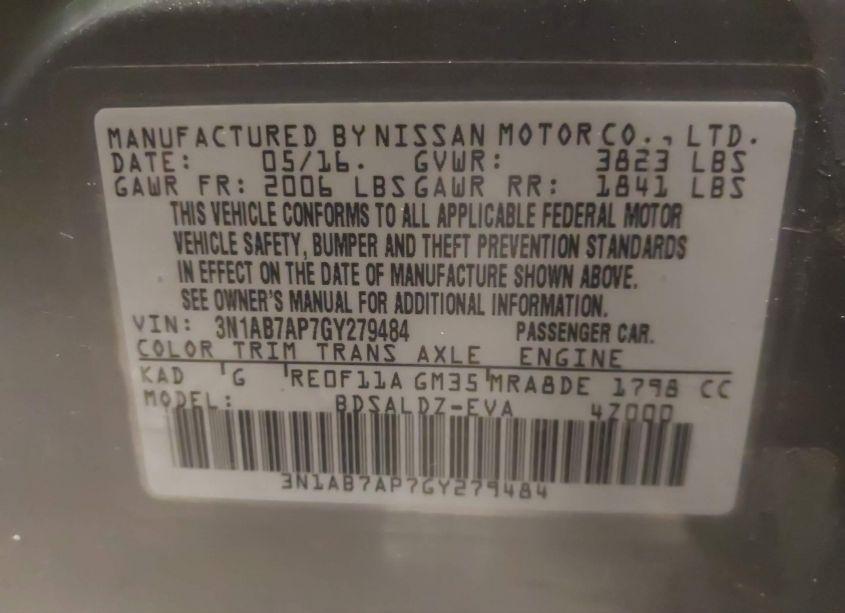 MANUFACTURED BY NISSAN MOTOR CO., LTD.
DATE: 05/16. GVWR: 3823 LBS
GAWR FR: 2006 LBS GAWR RR: 1841 LBS
THIS VEHICLE CONFORMS TO ALL APPLICABLE FEDERAL MOTOR
VEHICLE SAFETY, BUMPER AND THEFT PREVENTION STANDARDS
IN EFFECT ON THE DATE OF MANUFACTURE SHOWN ABOVE.
SEE OWNER'S MANUAL FOR ADDITIONAL INFORMATION.
VIN: 3N1AB7AP7GY279484 PASSENGER CAR.
COLOR TRIM TRANS AXLE ENGINE
KAD G RE0F11A GM35 MRA8DE 1798 CC
MODEL: BDSALDZ-EVA 4Z000
3N1AB7AP7GY279484